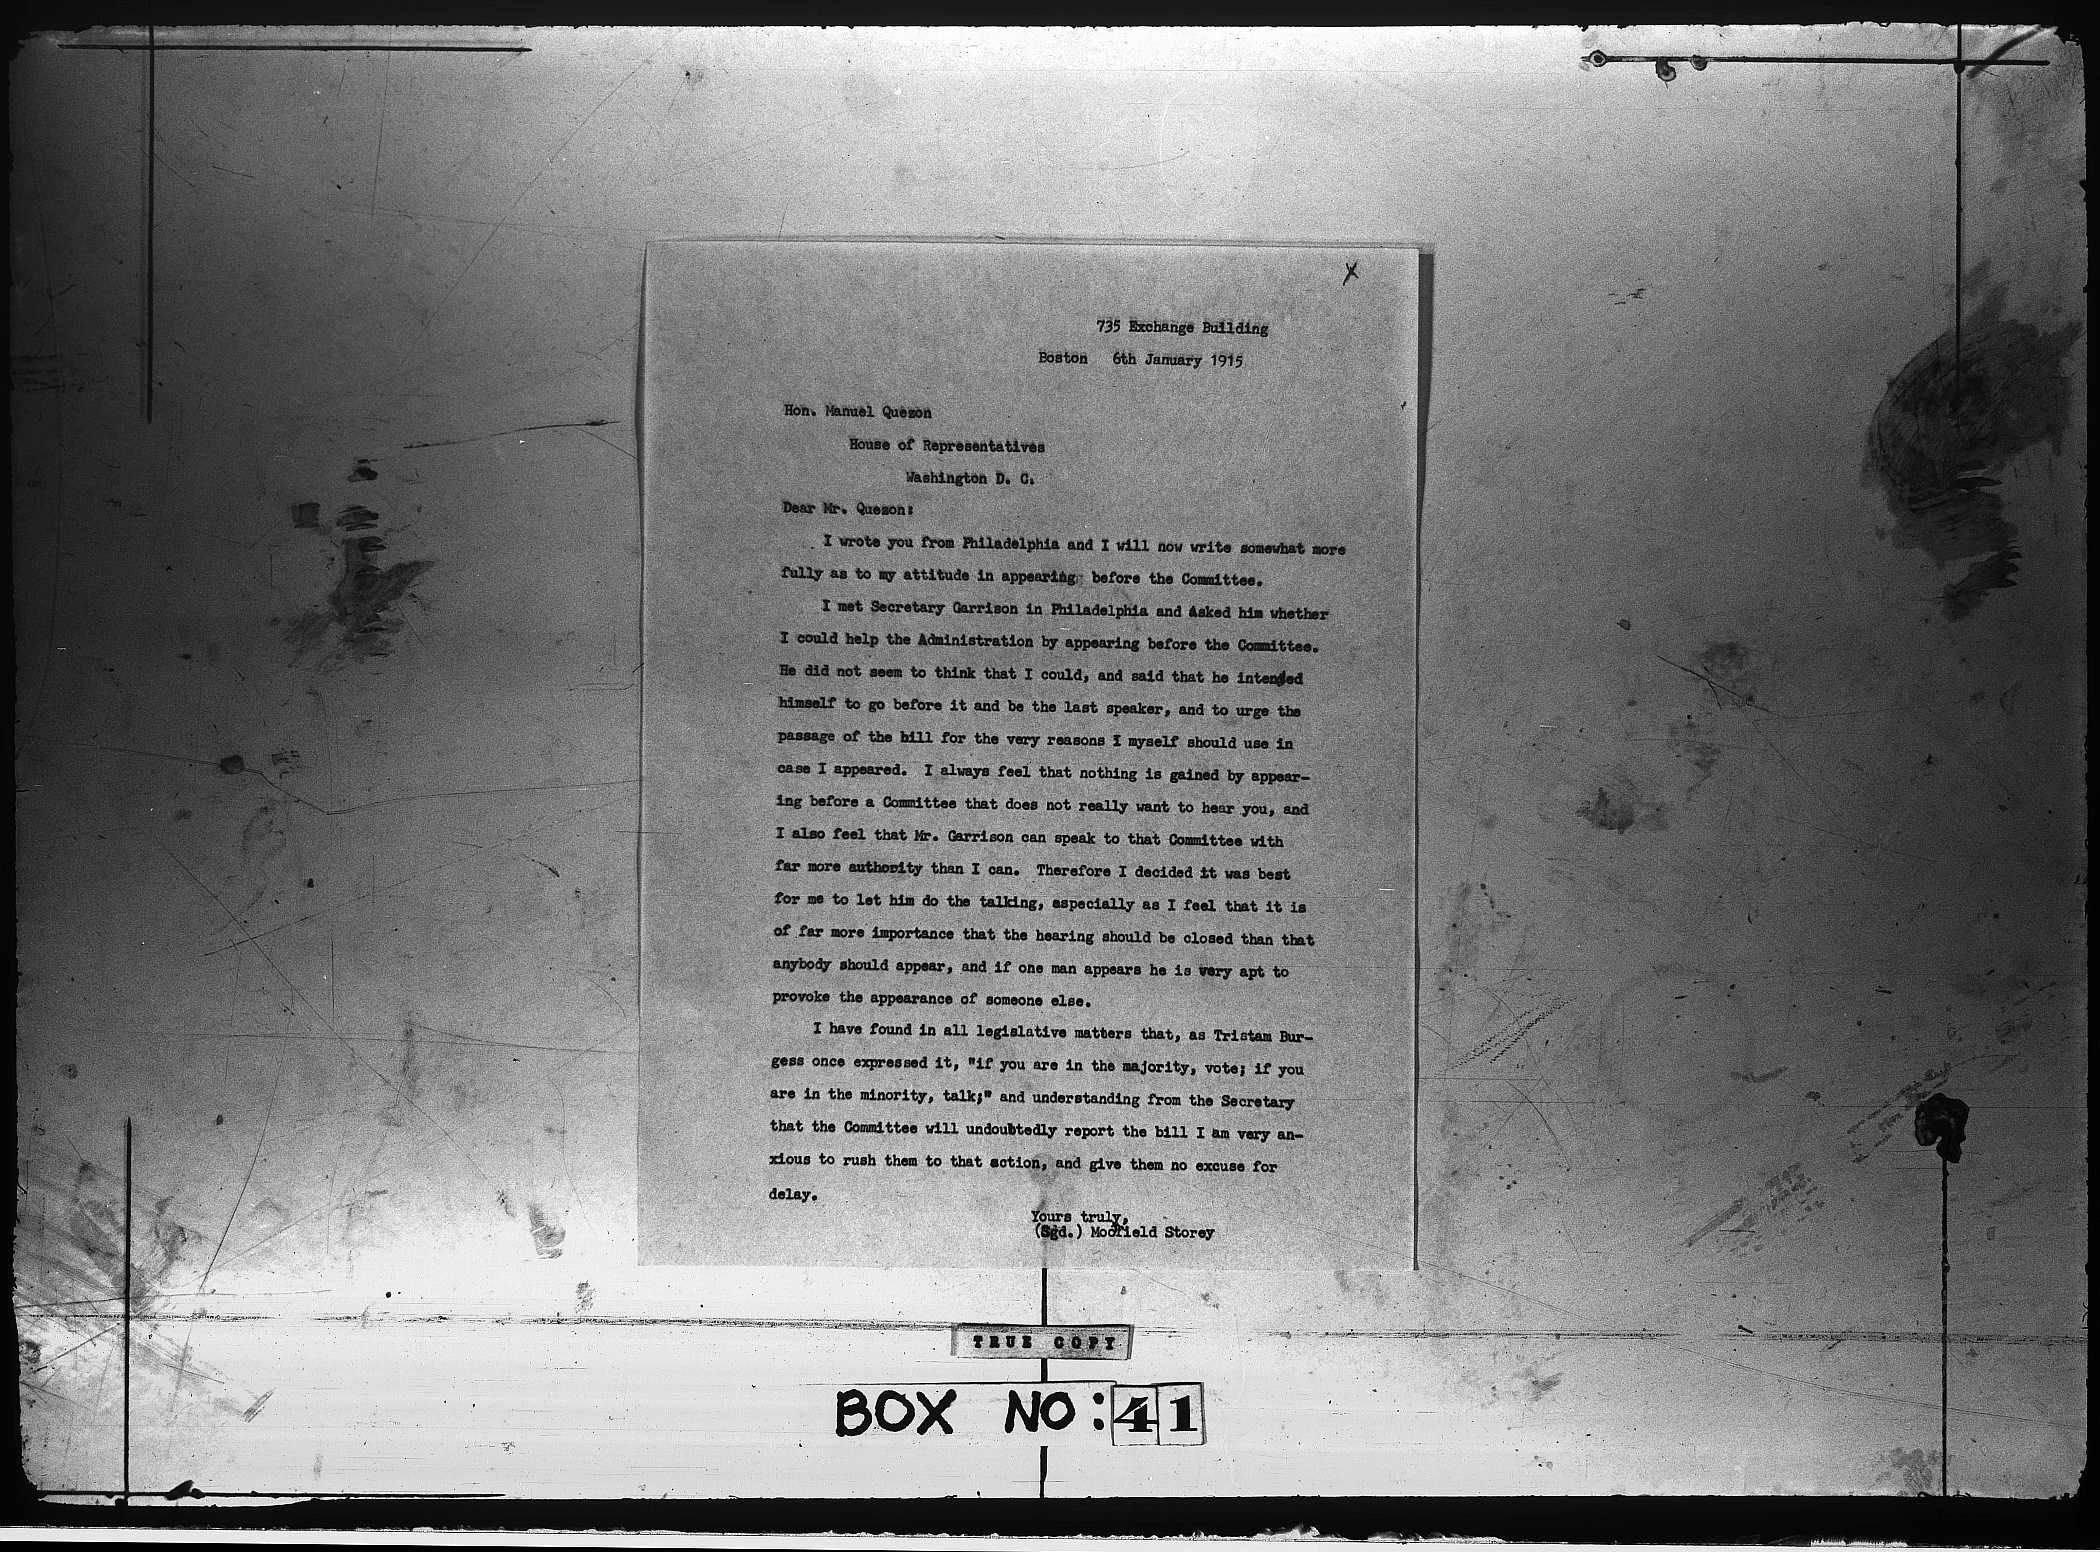 X
735 Exchange Building
Boston 6th January 1915
Hon. Manuel Quezon
House of Representatives
Washington D. C.
Dear Mr. Quezon:
I wrote you from Philadelphia and I will now write somewhat more
fully as to my attitude in appearing before the Committee.
I met Secretary Garrison in Philadelphia and asked him whether
I could help the Administration by appearing before the Committee.
He did not seem to think that I could, and said that he intended
himself to go before it and be the last speaker, and to urge the
passage of the bill for the very reasons I myself should use in
case I appeared. I always feel that nothing is gained by appear-
ing before a Committee that does not really want to hear you, and
I also feel that Mr. Garrison can speak to that Committee with
far more authority than I can. Therefore I decided it was best
for me to let him do the talking, especially as I feel that it is
of far more importance that the hearing should be closed than that
anybody should appear, and if one man appears he is very apt to
provoke the appearance of someone else.
I have found in all legislative matters that, as Tristam Bur-
gess once expressed it, "if you are in the majority, vote; if you
are in the minority, talk;" and understanding from the Secretary
that the Committee will undoubtedly report the bill I am very an-
xious to rush them to that action, and give them no excuse for
delay.
Yours truly,
(Sgd.) Moorfield Storey
TRUE COPY
BOX NO: 41